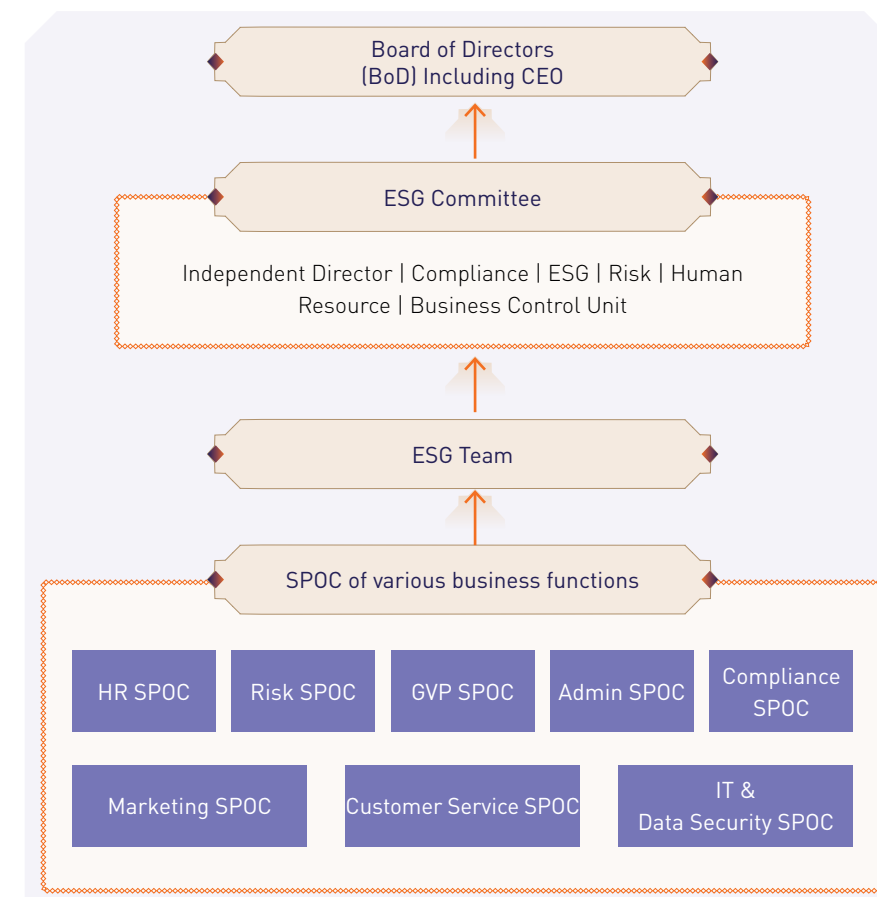 Board of Directors
(BoD) Including CEO
ESG Committee
Independent Director | Compliance | ESG | Risk | Human
Resource | Business Control Unit
ESG Team
SPOC of various business functions
HR SPOC
Risk SPOC
GVP SPOC
Admin SPOC
Compliance
SPOC
Marketing SPOC
Customer Service SPOC
IT &
Data Security SPOC